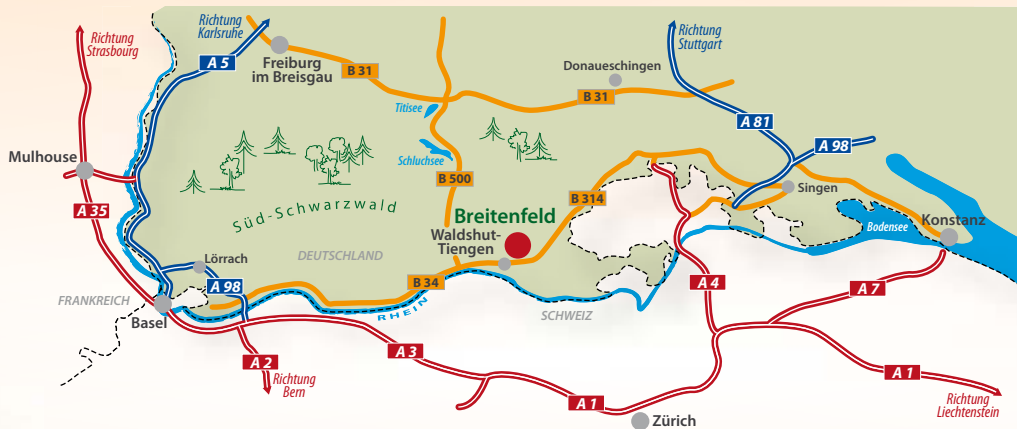 Richtung
Karlsruhe
Richtung
Strasbourg
Richtung
Stuttgart
A 5
Freiburg
im Breisgau
B 31
Donaueschingen
B 31
Titisee
A 81
A 98
Mulhouse
Schluchsee
B 500
Singen
A 35
Süd-Schwarzwald
B 314
Breitenfeld
Waldshut-
Tiengen
Bodensee
Konstanz
DEUTSCHLAND
Lörrach
A 98
B 34
A 4
A 7
FRANKREICH
RHEIN
SCHWEIZ
Basel
A 2
A 3
Richtung
Bern
A 1
A 1
Richtung
Liechtenstein
Zürich